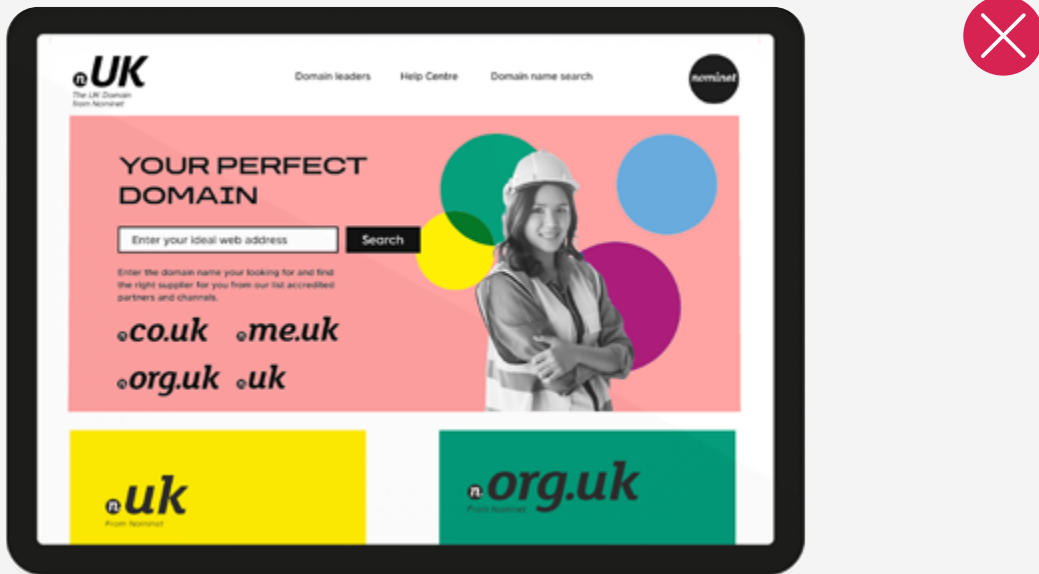 n UK
The UK Domain
from Nominet
Domain leaders Help Centre Domain name search
nominet
YOUR PERFECT
DOMAIN
Enter your ideal web address Search
Enter the domain name your looking for and find
the right supplier for you from our list accredited
partners and channels.
n co.uk n me.uk
n org.uk n uk
n uk
From Nominet
n org.uk
From Nominet